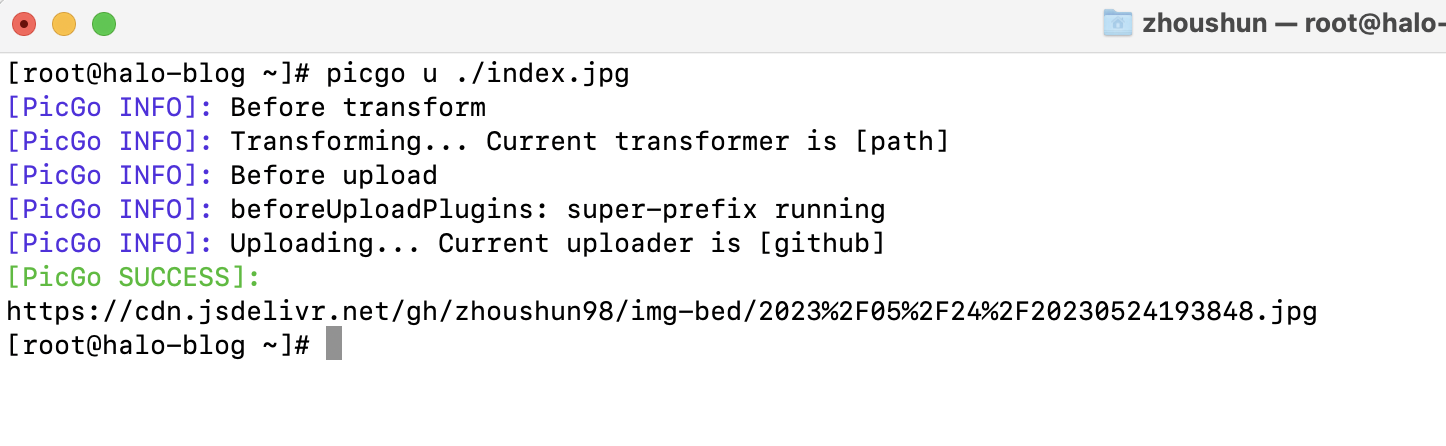 zhoushun — root@halo-
[root@halo-blog ~]# picgo u ./index.jpg
[PicGo INFO]: Before transform
[PicGo INFO]: Transforming... Current transformer is [path]
[PicGo INFO]: Before upload
[PicGo INFO]: beforeUploadPlugins: super-prefix running
[PicGo INFO]: Uploading... Current uploader is [github]
[PicGo SUCCESS]:
https://cdn.jsdelivr.net/gh/zhoushun98/img-bed/2023%2F05%2F24%2F20230524193848.jpg
[root@halo-blog ~]#